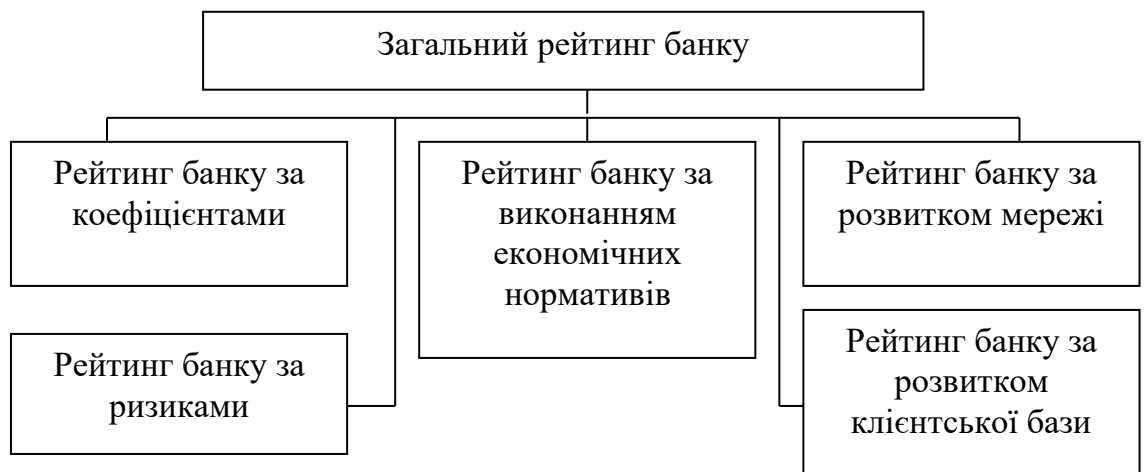 Загальний рейтинг банку
Рейтинг банку за
коефіцієнтами
Рейтинг банку за
виконанням
економічних
нормативів
Рейтинг банку за
розвитком мережі
Рейтинг банку за
ризиками
Рейтинг банку за
розвитком
клієнтської бази